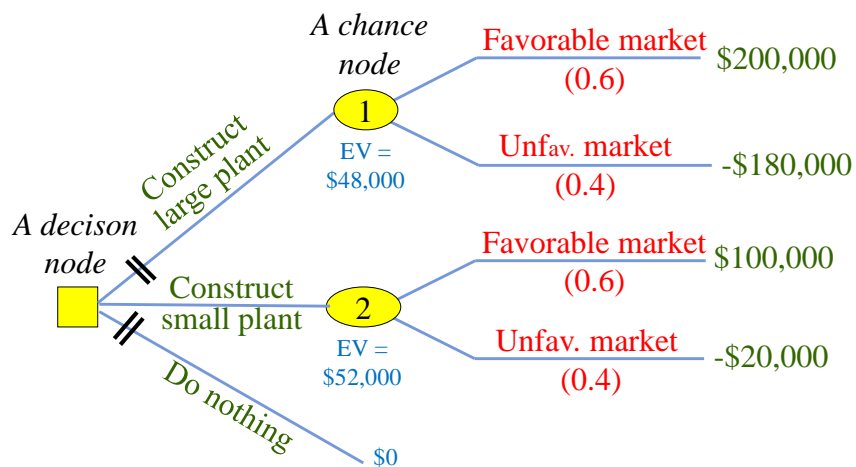 A chance
node
Favorable market
(0.6)
$200,000
1
EV =
$48,000
Unfav. market
(0.4)
-$180,000
Construct
large plant
A decison
node
Favorable market
(0.6)
$100,000
Construct
small plant
2
EV =
$52,000
Unfav. market
(0.4)
-$20,000
Do nothing
$0